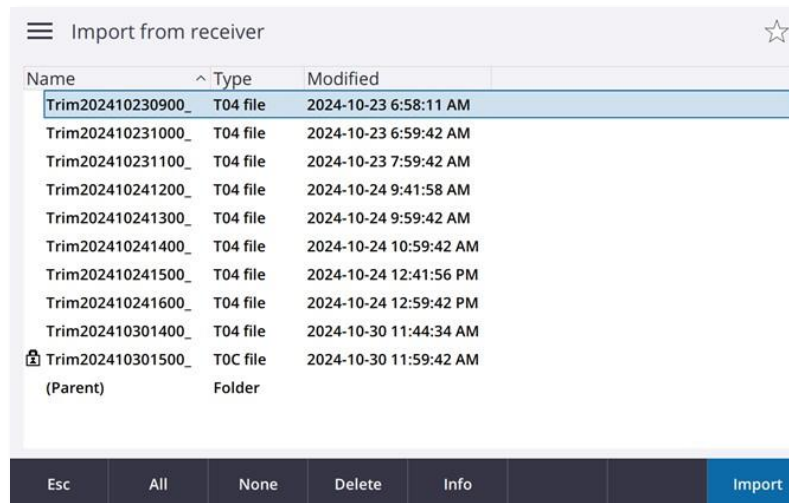 Import from receiver
Name Type Modified
Trim202410230900_ T04 file 2024-10-23 6:58:11 AM
Trim202410231000_ T04 file 2024-10-23 6:59:42 AM
Trim202410231100_ T04 file 2024-10-23 7:59:42 AM
Trim202410241200_ T04 file 2024-10-24 9:41:58 AM
Trim202410241300_ T04 file 2024-10-24 9:59:42 AM
Trim202410241400_ T04 file 2024-10-24 10:59:42 AM
Trim202410241500_ T04 file 2024-10-24 12:41:56 PM
Trim202410241600_ T04 file 2024-10-24 12:59:42 PM
Trim202410301400_ T04 file 2024-10-30 11:44:34 AM
Trim202410301500_ T0C file 2024-10-30 11:59:42 AM
(Parent) Folder
Esc All None Delete Info Import